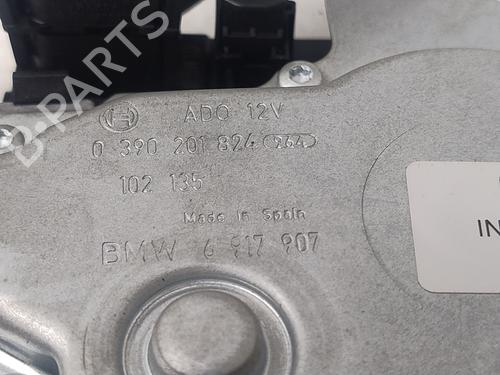 ADO 12V
0 390 201 824 (264)
102 135
Made in Spain
BMW 6 917 907
IN
B-PARTS